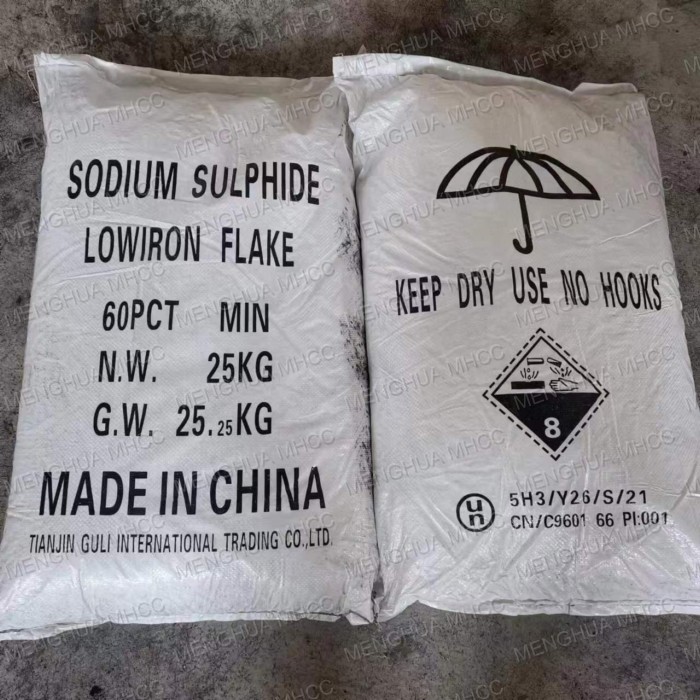 SODIUM SULPHIDE
LOWIRON FLAKE
60PCT MIN
N.W. 25KG
G.W. 25.25KG
MADE IN CHINA
TIANJIN GULI INTERNATIONAL TRADING CO.,LTD.
KEEP DRY USE NO HOOKS
8
un
5H3/Y26/S/21
CN/C9601 66 PI:001
MENGHUA MHCC